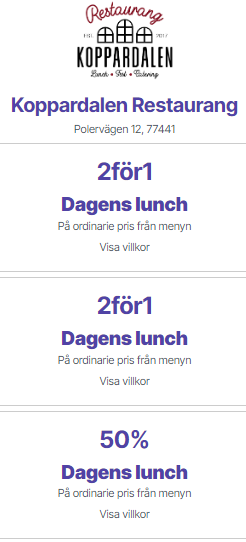 Restaurang
EST. 2017
KOPPARDALEN
Lunch • Fest • Catering
Koppardalen Restaurang
Polervägen 12, 77441
2för1
Dagens lunch
På ordinarie pris från menyn
Visa villkor
2för1
Dagens lunch
På ordinarie pris från menyn
Visa villkor
50%
Dagens lunch
På ordinarie pris från menyn
Visa villkor